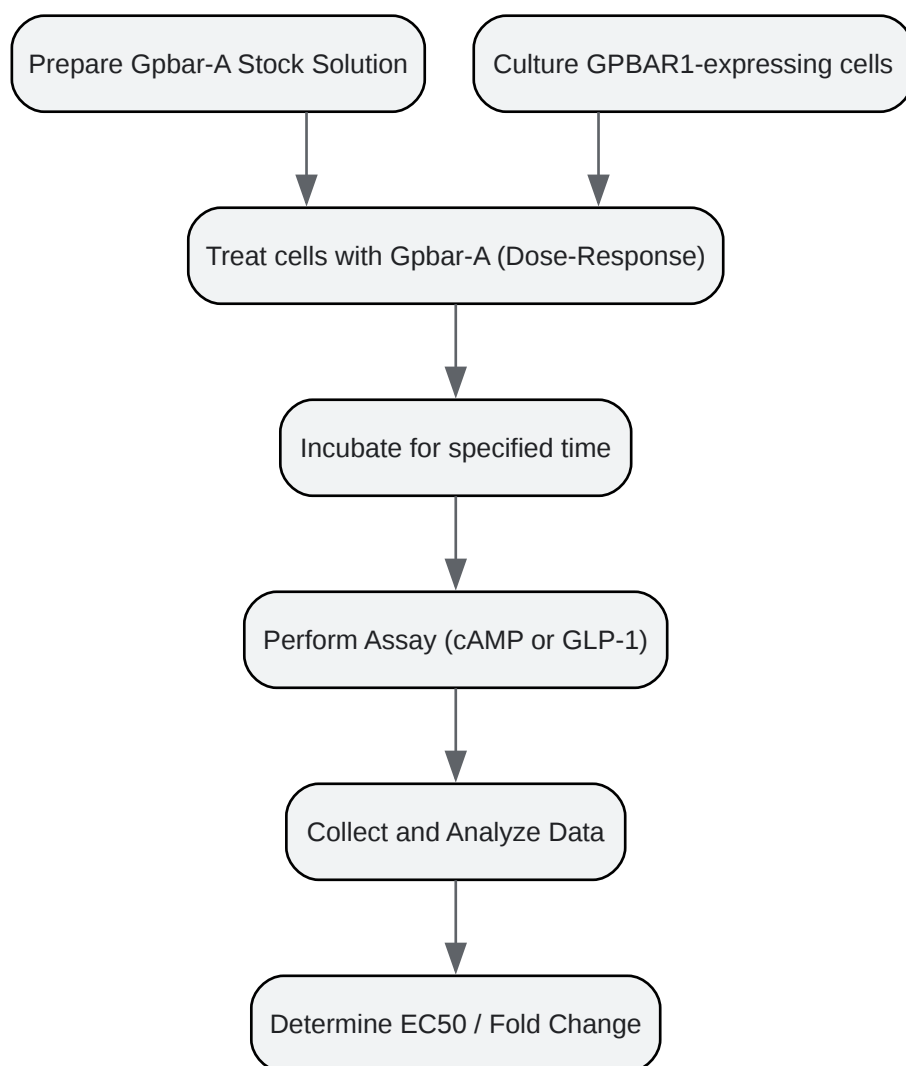 Prepare Gpbar-A Stock Solution
Culture GPBAR1-expressing cells
Treat cells with Gpbar-A (Dose-Response)
Incubate for specified time
Perform Assay (cAMP or GLP-1)
Collect and Analyze Data
Determine EC50 / Fold Change